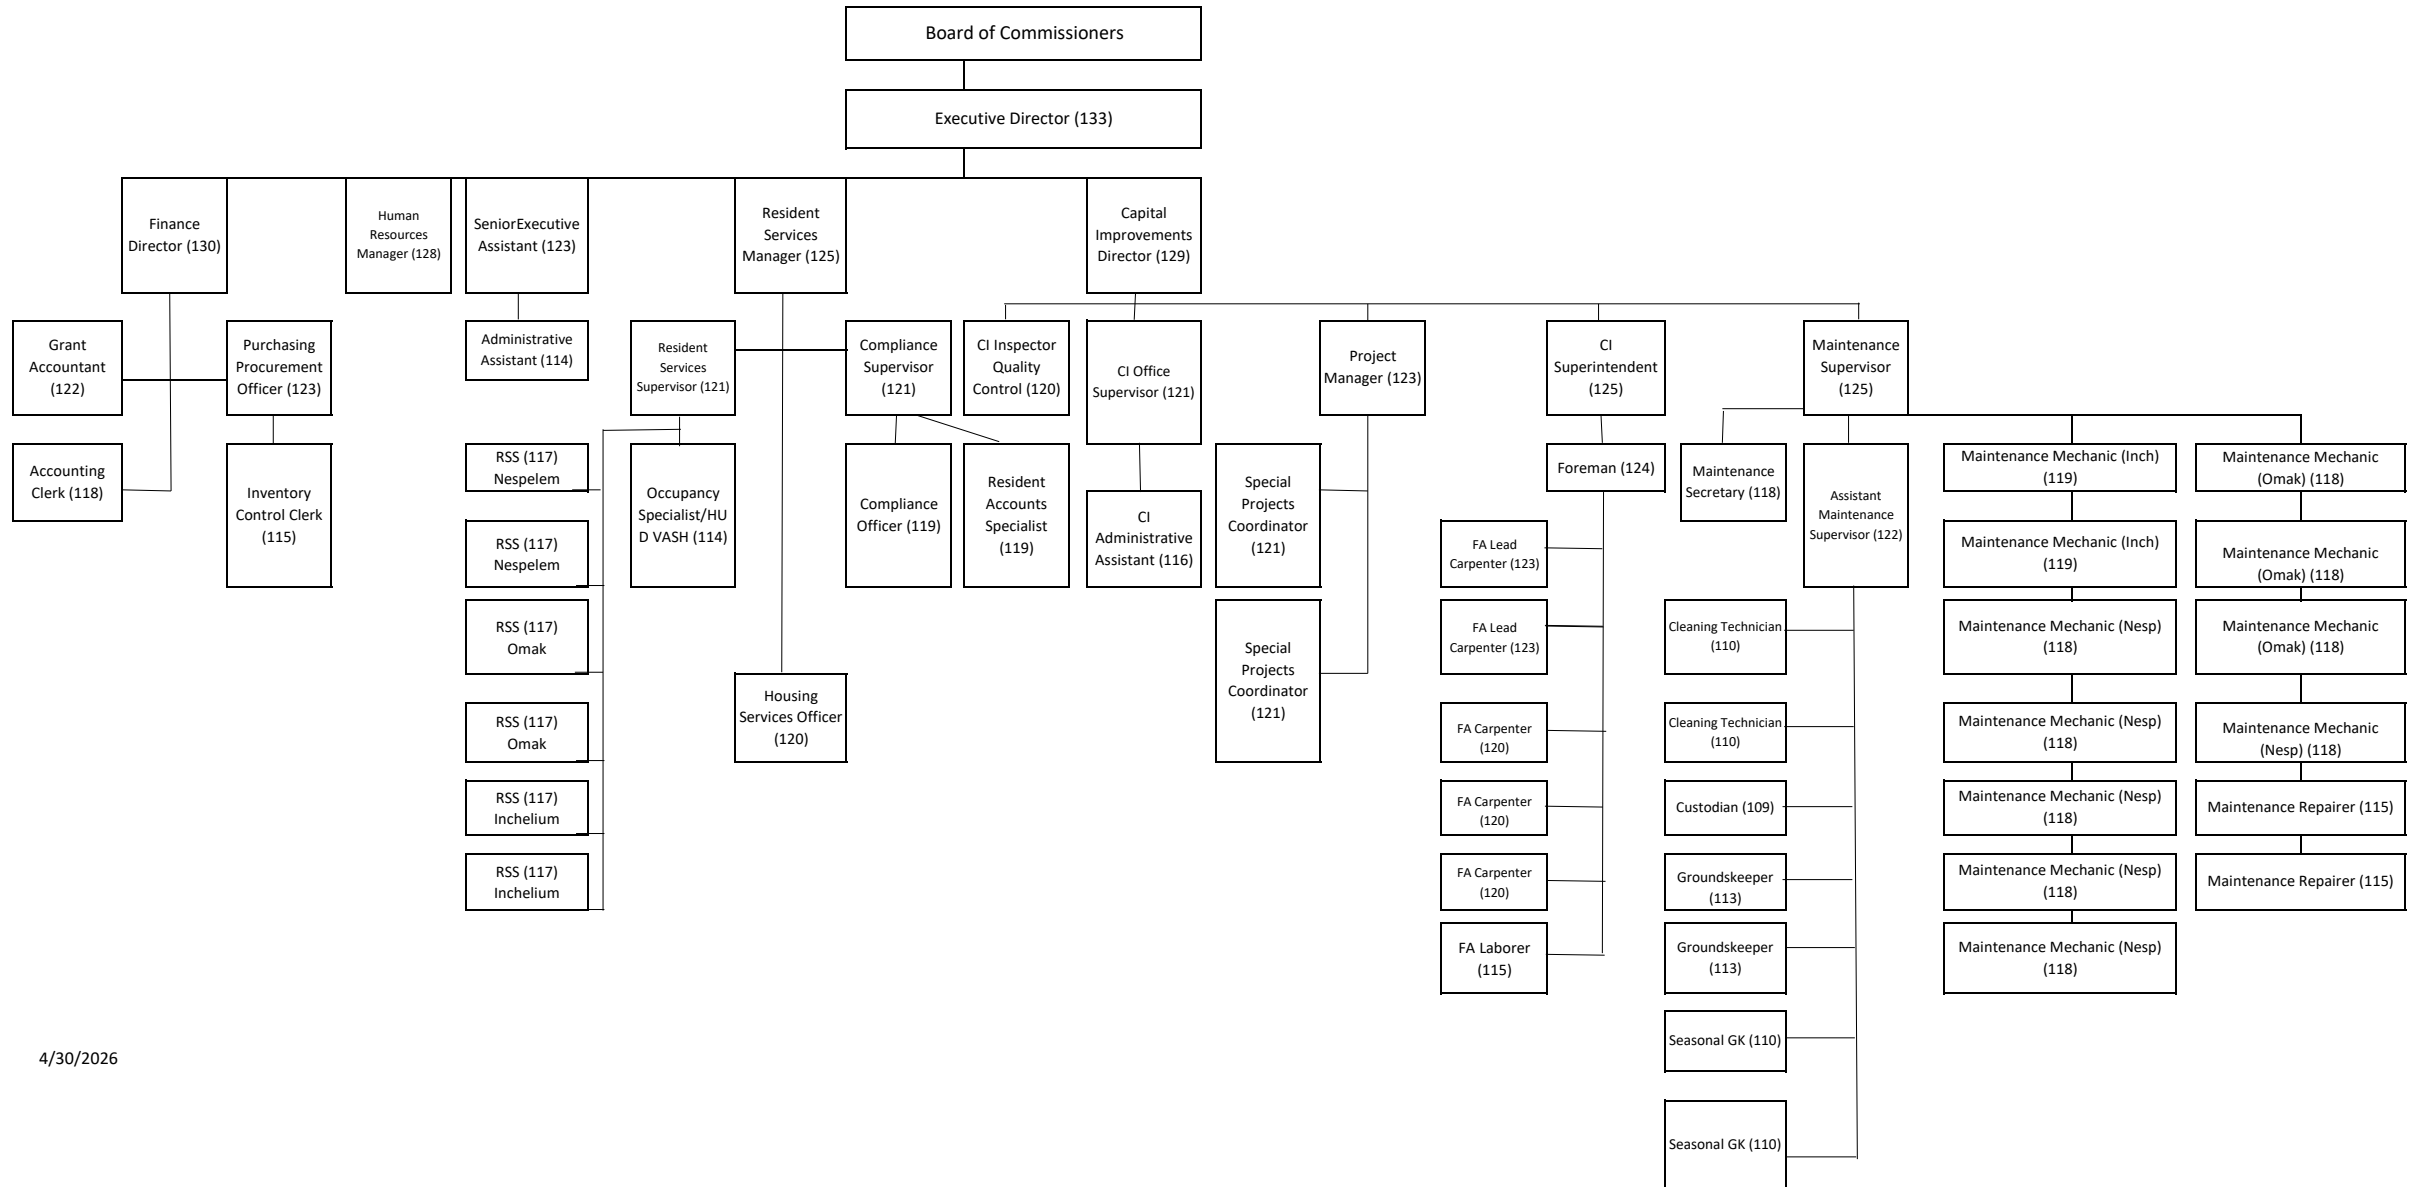 Board of Commissioners
Executive Director (133)
Finance
Director (130)
Human
Resources
Manager (128)
SeniorExecutive
Assistant (123)
Resident
Services
Manager (125)
Capital
Improvements
Director (129)
Grant
Accountant
(122)
Purchasing
Procurement
Officer (123)
Administrative
Assistant (114)
Resident
Services
Supervisor (121)
Compliance
Supervisor
(121)
CI Inspector
Quality
Control (120)
CI Office
Supervisor (121)
Project
Manager (123)
CI
Superintendent
(125)
Maintenance
Supervisor
(125)
Accounting
Clerk (118)
Inventory
Control Clerk
(115)
RSS (117)
Nespelem
Occupancy
Specialist/HU
D VASH (114)
Compliance
Officer (119)
Resident
Accounts
Specialist
(119)
CI
Administrative
Assistant (116)
Special
Projects
Coordinator
(121)
Foreman (124)
Maintenance
Secretary (118)
Assistant
Maintenance
Supervisor (122)
Maintenance Mechanic (Inch)
(119)
Maintenance Mechanic
(Omak) (118)
RSS (117)
Nespelem
FA Lead
Carpenter (123)
Maintenance Mechanic (Inch)
(119)
Maintenance Mechanic
(Omak) (118)
RSS (117)
Omak
Special
Projects
Coordinator
(121)
FA Lead
Carpenter (123)
Cleaning Technician
(110)
Maintenance Mechanic (Nesp)
(118)
Maintenance Mechanic
(Omak) (118)
Housing
Services Officer
(120)
RSS (117)
Omak
FA Carpenter
(120)
Cleaning Technician
(110)
Maintenance Mechanic (Nesp)
(118)
Maintenance Mechanic
(Nesp) (118)
RSS (117)
Inchelium
FA Carpenter
(120)
Custodian (109)
Maintenance Mechanic (Nesp)
(118)
Maintenance Repairer (115)
RSS (117)
Inchelium
FA Carpenter
(120)
Groundskeeper
(113)
Maintenance Mechanic (Nesp)
(118)
Maintenance Repairer (115)
FA Laborer
(115)
Groundskeeper
(113)
Maintenance Mechanic (Nesp)
(118)
Seasonal GK (110)
4/30/2026
Seasonal GK (110)